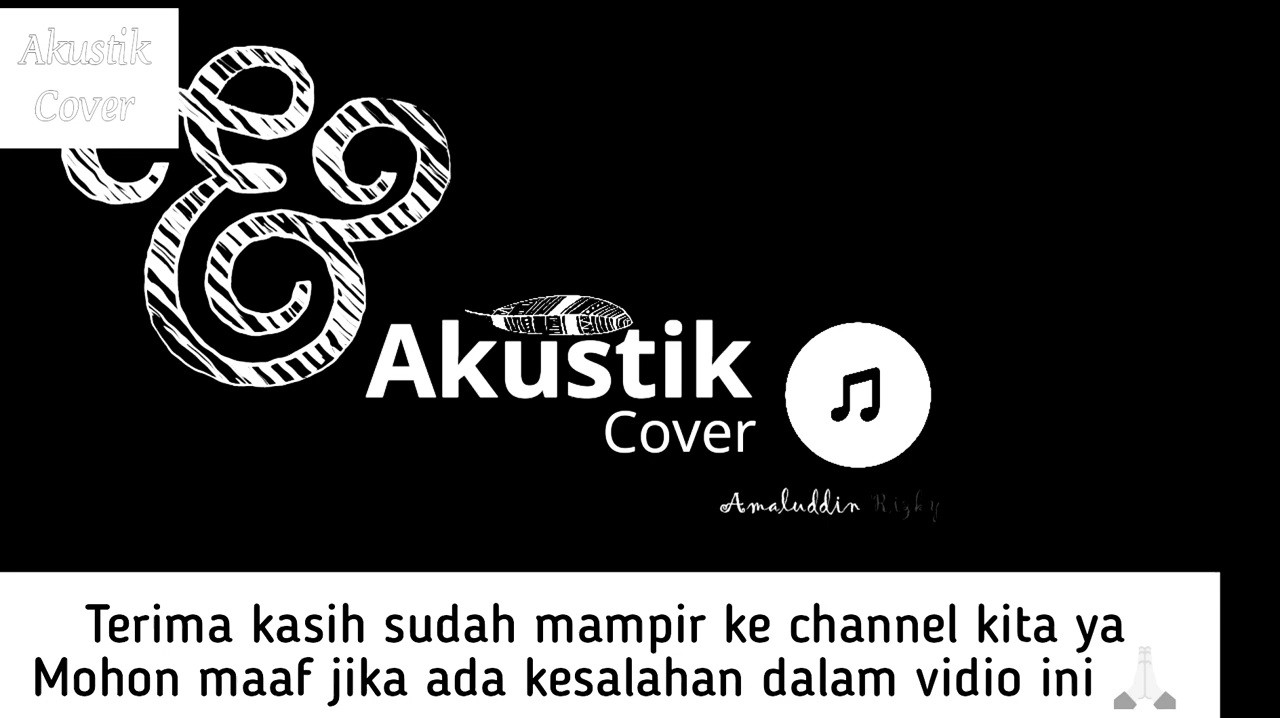 Akustik
Cover
&
Akustik
Cover
Amaluddin Rizky
Terima kasih sudah mampir ke channel kita ya
Mohon maaf jika ada kesalahan dalam vidio ini